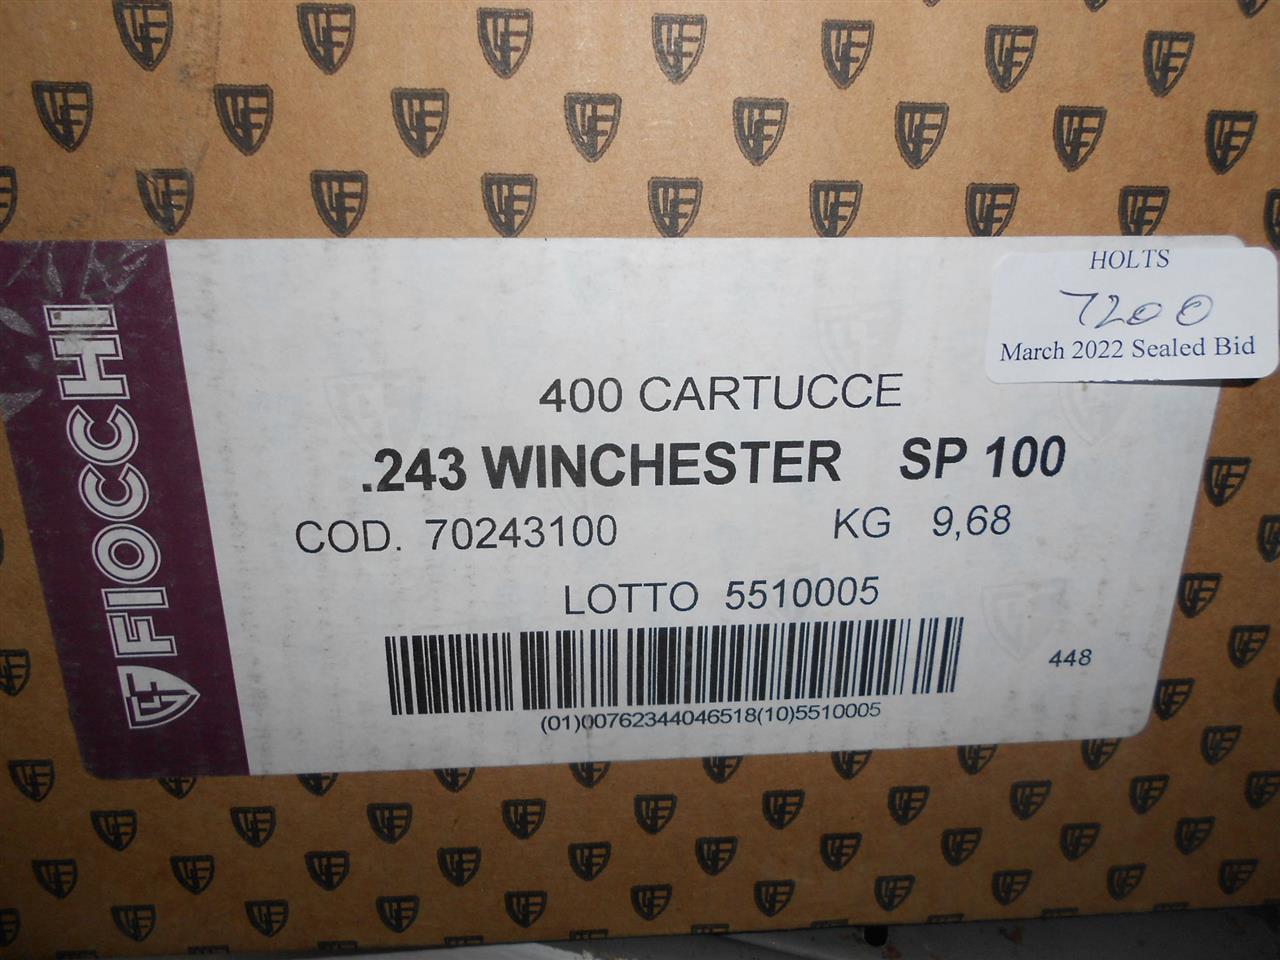 HOLTS
7200
March 2022 Sealed Bid
FIOCCHI
400 CARTUCCE
.243 WINCHESTER SP 100
COD. 70243100 KG 9,68
LOTTO 5510005
448
(01)00762344046518(10)5510005